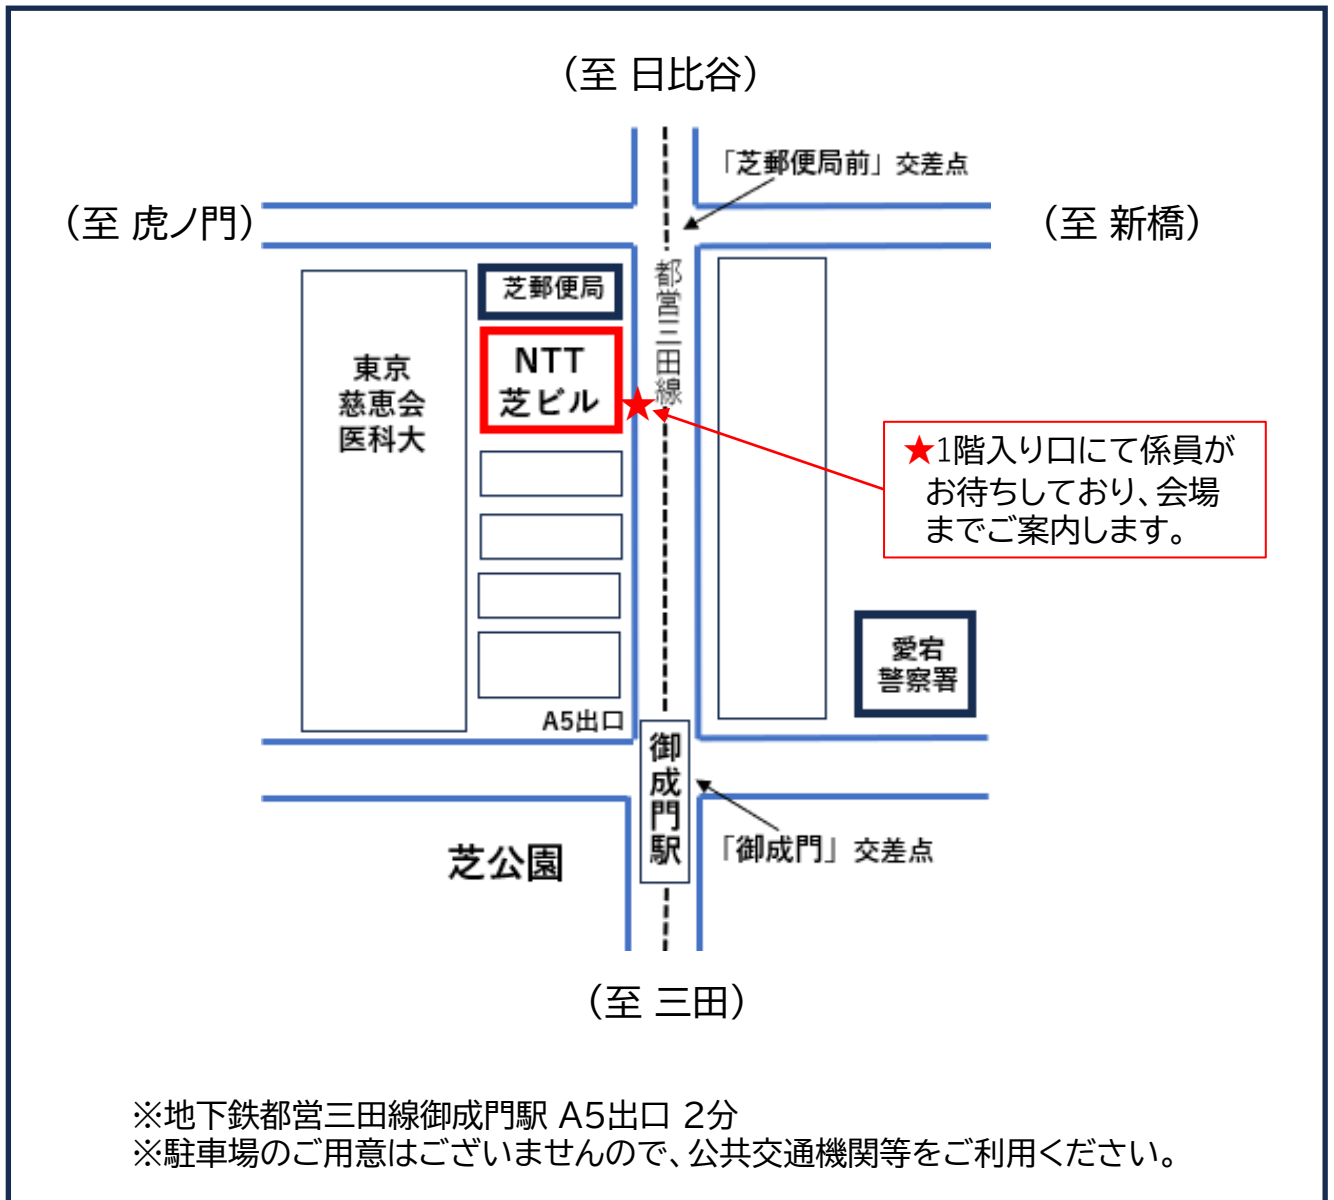 （至 日比谷）
「芝郵便局前」交差点
（至 虎ノ門）
（至 新橋）
芝郵便局
都営三田線
NTT
芝ビル
東京
慈恵会
医科大
★1階入り口にて係員が
お待ちしており、会場
までご案内します。
愛宕
警察署
A5出口
御成門駅
「御成門」交差点
芝公園
（至 三田）
※地下鉄都営三田線御成門駅 A5出口 2分
※駐車場のご用意はございませんので、公共交通機関等をご利用ください。